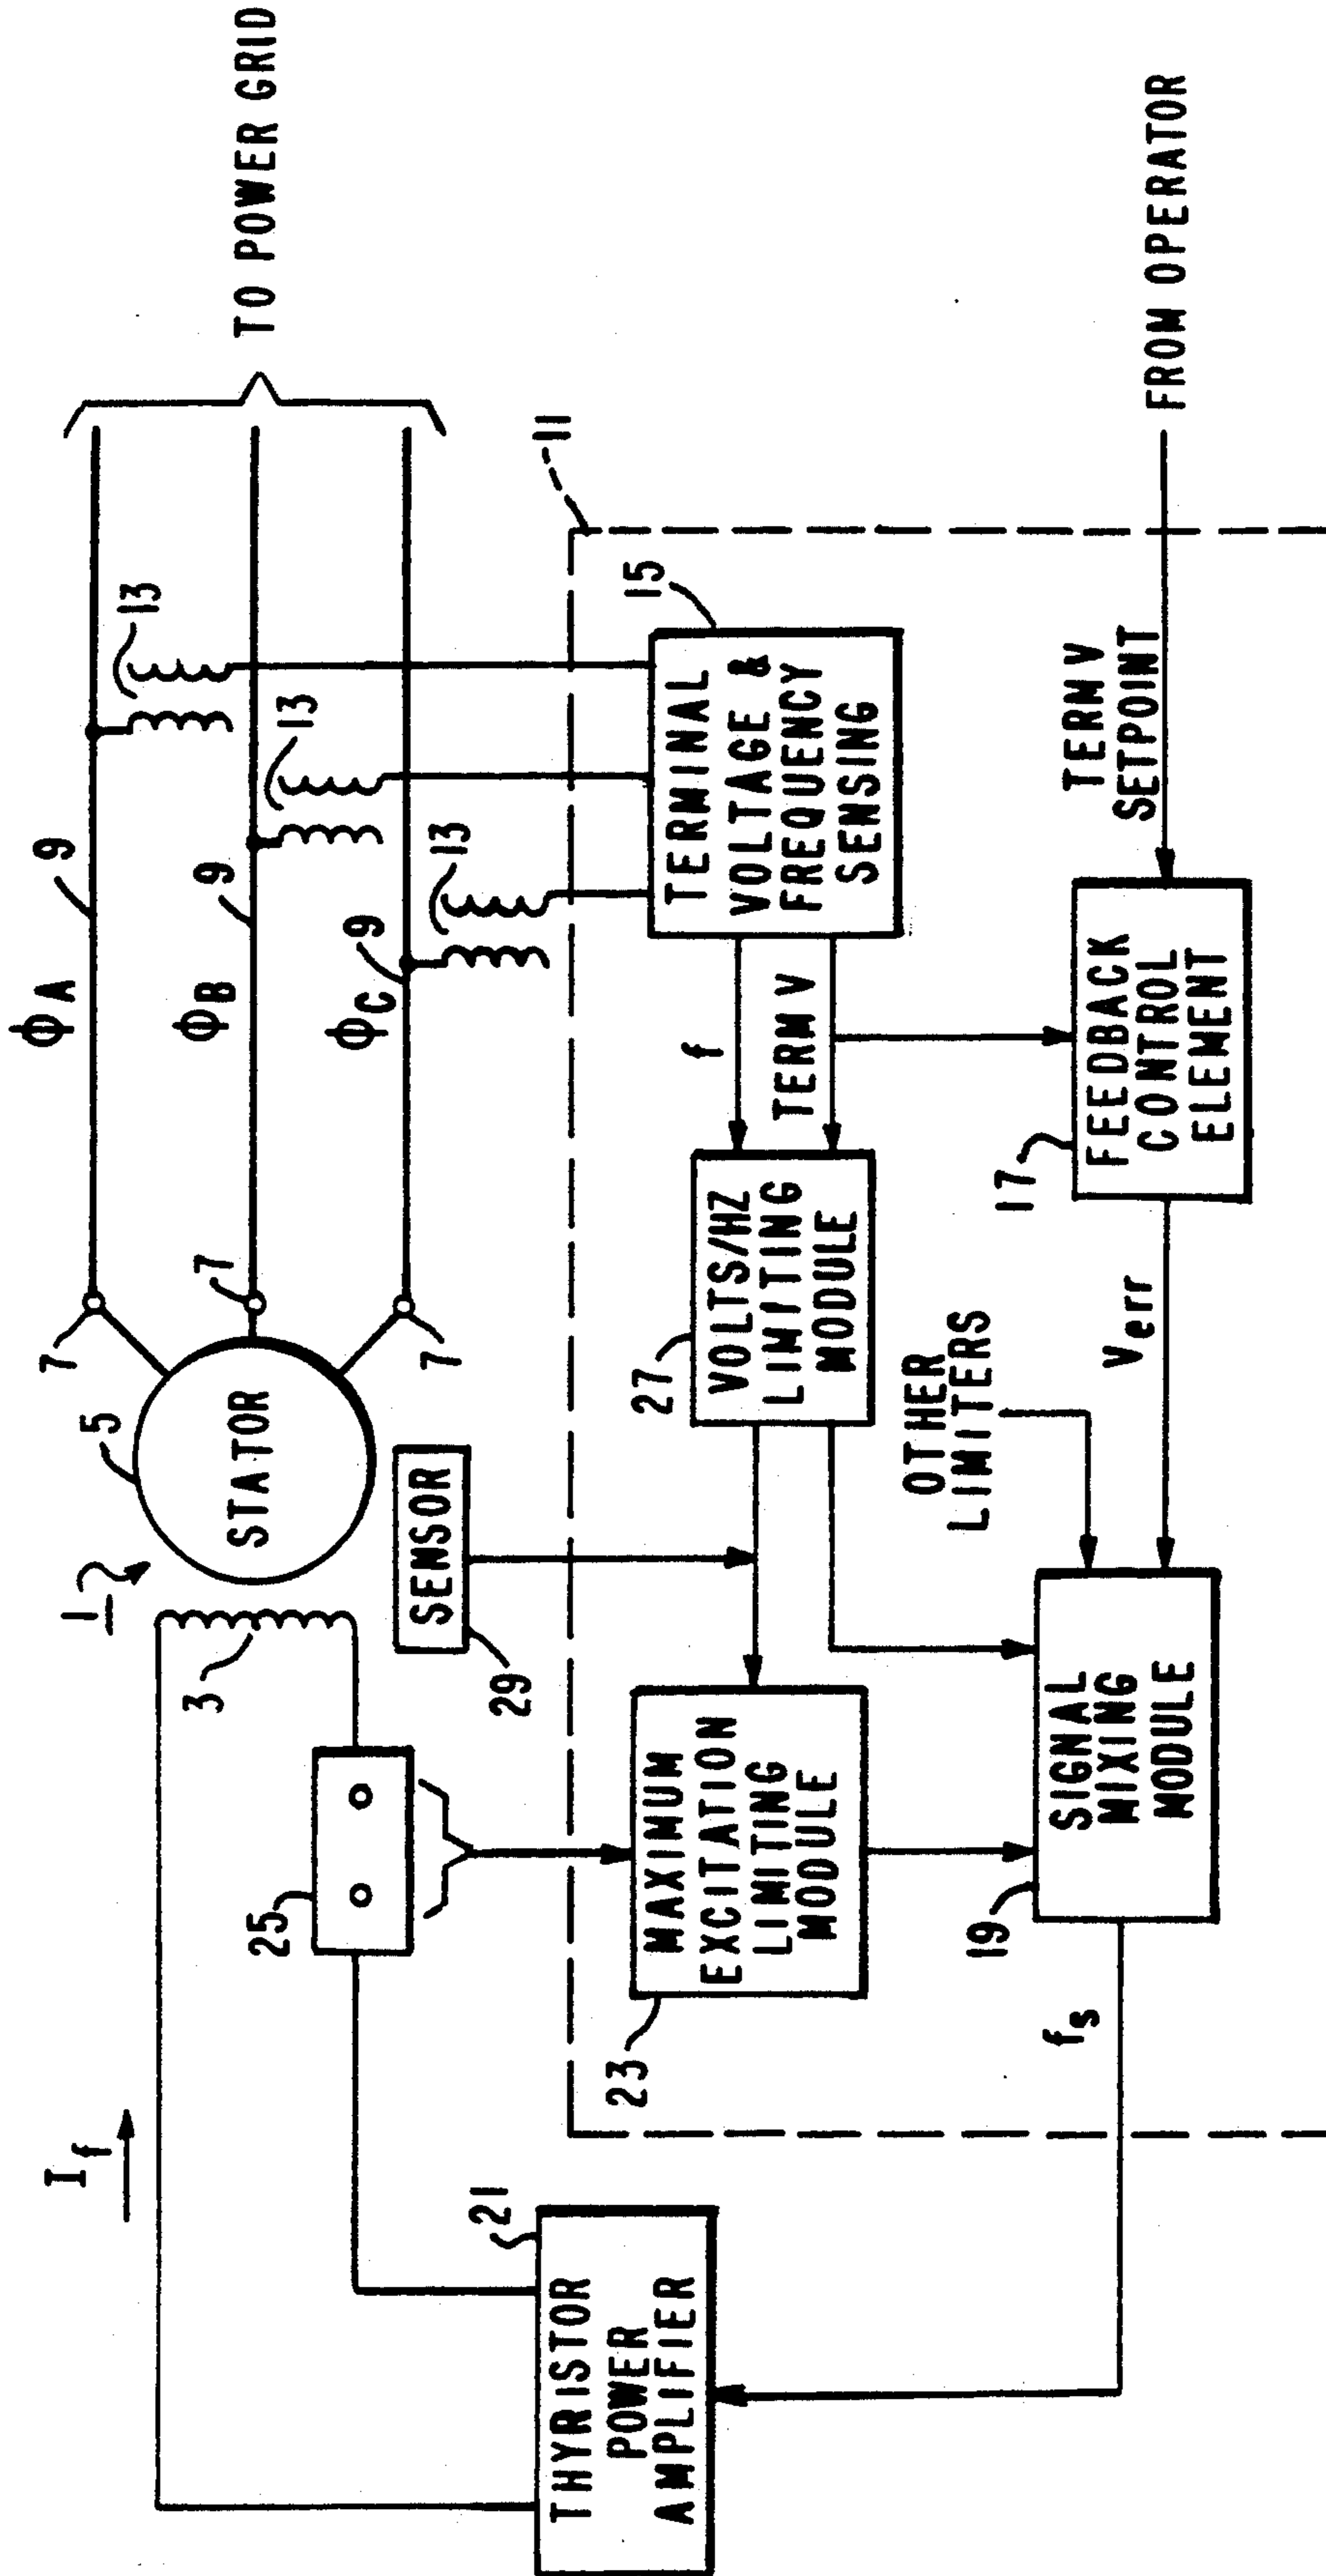 TO POWER GRID
ΦA
9
13
ΦB
9
13
ΦC
9
13
7
7
7
5
STATOR
1
3
If
25
SENSOR
29
11
15
TERMINAL
VOLTAGE &
FREQUENCY
SENSING
f
TERM V
27
VOLTS/HZ
LIMITING
MODULE
MAXIMUM
EXCITATION
LIMITING
MODULE
23
21
THYRISTOR
POWER
AMPLIFIER
OTHER
LIMITERS
SIGNAL
MIXING
MODULE
19
fs
Verr
17
FEEDBACK
CONTROL
ELEMENT
TERM V
SETPOINT
FROM OPERATOR